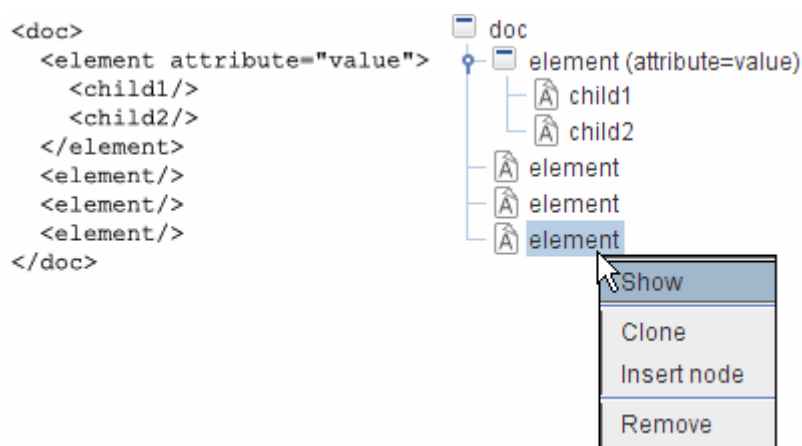 <doc>
  <element attribute="value">
    <child1/>
    <child2/>
  </element>
  <element/>
  <element/>
  <element/>
</doc>
doc
element (attribute=value)
child1
child2
element
element
element
Show
Clone
Insert node
Remove